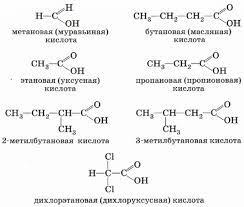 H—C
OH
метановая (муравьиная)
кислота
O
CH₃—CH₂—CH₂—C
OH
бутановая (масляная)
кислота
O
CH₃—C
OH
этановая (уксусная)
кислота
O
CH₃—CH₂—C
OH
пропановая (пропионовая)
кислота
O
CH₃—CH₂—CH—C
OH
CH₃
2-метилбутановая кислота
O
CH₃—CH—CH₂—C
OH
CH₃
3-метилбутановая кислота
Cl
O
H—C—C
OH
Cl
дихлорэтановая (дихлоруксусная) кислота